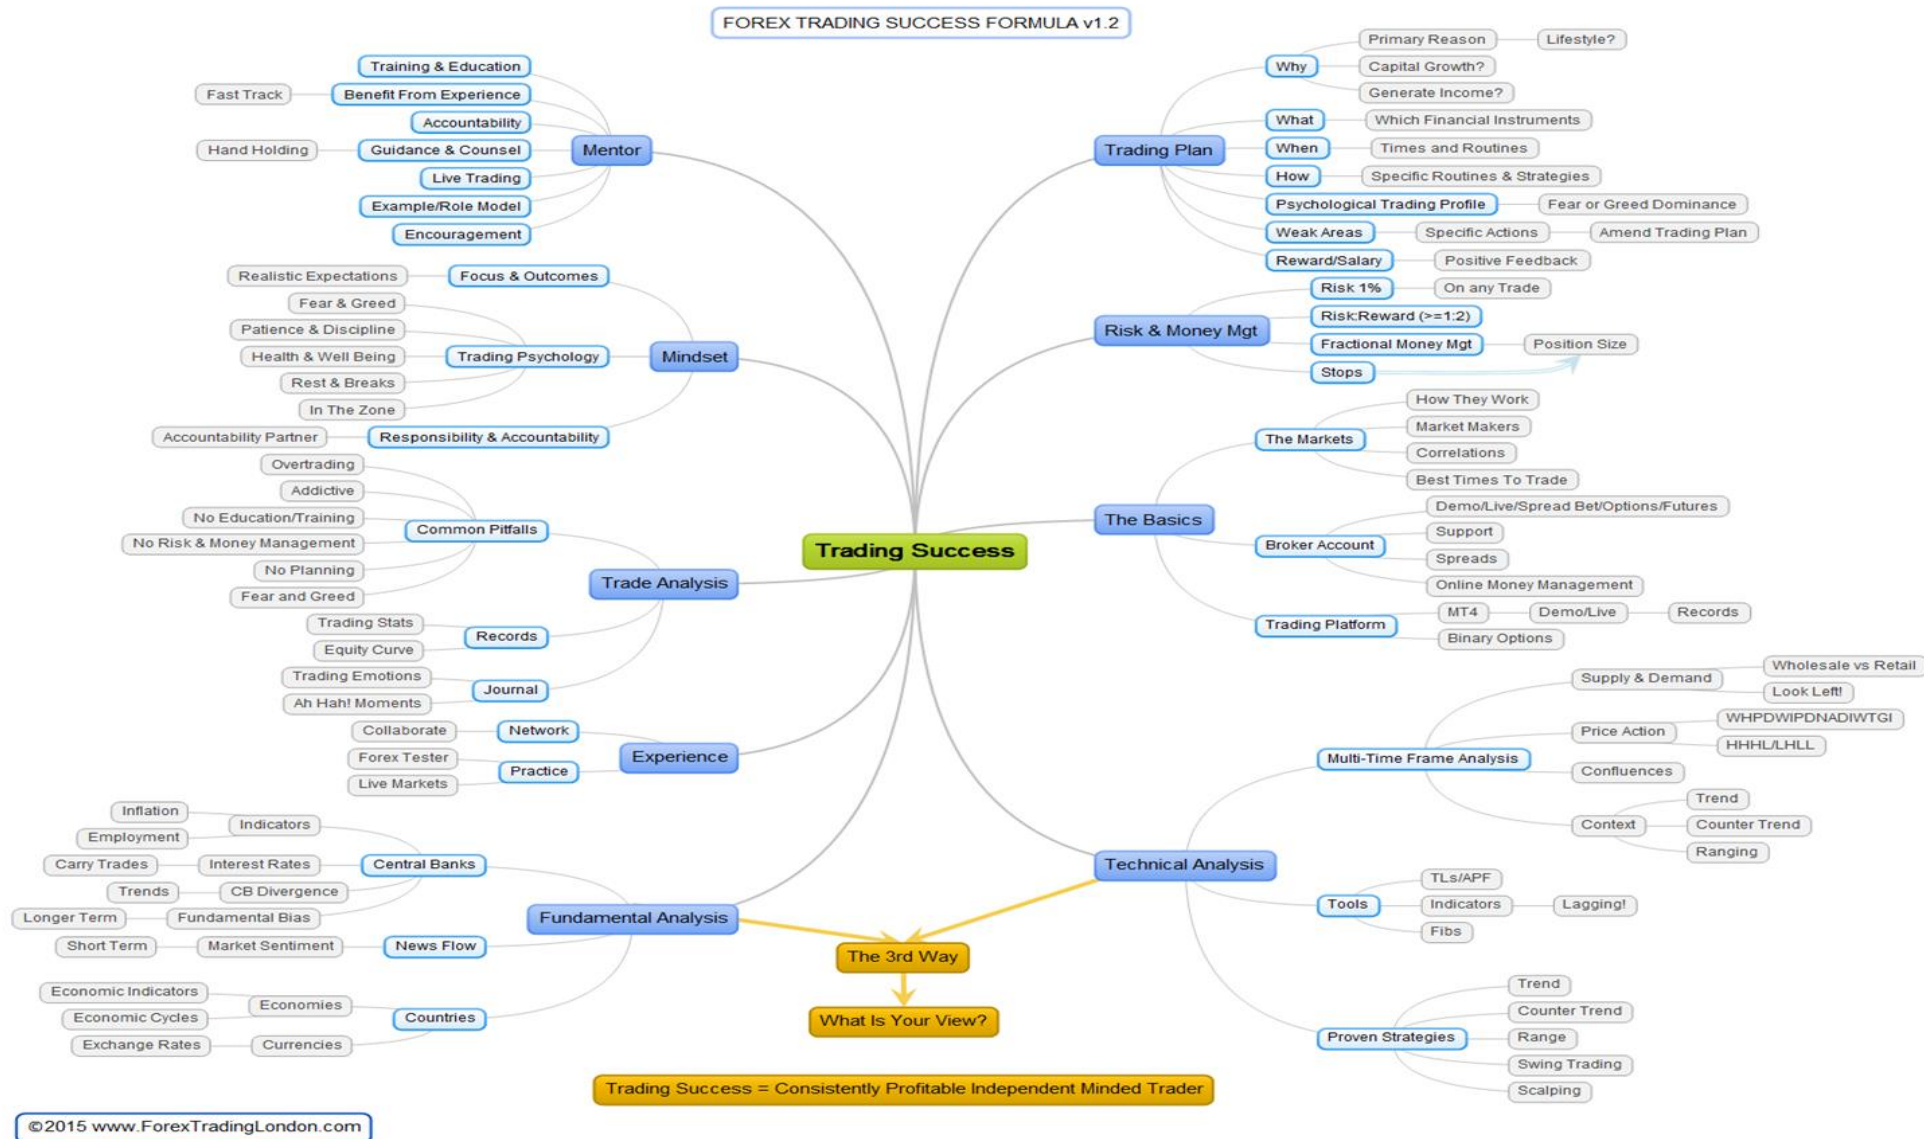 FOREX TRADING SUCCESS FORMULA v1.2
Trading Success
Mentor
Training & Education
Benefit From Experience
Fast Track
Accountability
Guidance & Counsel
Hand Holding
Live Trading
Example/Role Model
Encouragement
Mindset
Focus & Outcomes
Realistic Expectations
Trading Psychology
Fear & Greed
Patience & Discipline
Health & Well Being
Rest & Breaks
In The Zone
Responsibility & Accountability
Accountability Partner
Trade Analysis
Common Pitfalls
Overtrading
Addictive
No Education/Training
No Risk & Money Management
No Planning
Fear and Greed
Records
Trading Stats
Equity Curve
Journal
Trading Emotions
Ah Hah! Moments
Experience
Network
Collaborate
Practice
Forex Tester
Live Markets
Fundamental Analysis
Central Banks
Indicators
Inflation
Employment
Interest Rates
Carry Trades
CB Divergence
Trends
Fundamental Bias
Longer Term
News Flow
Market Sentiment
Short Term
Countries
Economies
Economic Indicators
Economic Cycles
Currencies
Exchange Rates
Trading Plan
Why
Primary Reason
Lifestyle?
Capital Growth?
Generate Income?
What
Which Financial Instruments
When
Times and Routines
How
Specific Routines & Strategies
Psychological Trading Profile
Fear or Greed Dominance
Weak Areas
Specific Actions
Amend Trading Plan
Reward/Salary
Positive Feedback
Risk & Money Mgt
Risk 1%
On any Trade
Risk:Reward (>=1:2)
Fractional Money Mgt
Position Size
Stops
The Basics
The Markets
How They Work
Market Makers
Correlations
Best Times To Trade
Broker Account
Demo/Live/Spread Bet/Options/Futures
Support
Spreads
Online Money Management
Trading Platform
MT4
Demo/Live
Records
Binary Options
Technical Analysis
Multi-Time Frame Analysis
Supply & Demand
Wholesale vs Retail
Look Left!
Price Action
WHPDWIPDNADIWTGI
HHHL/LHLL
Confluences
Context
Trend
Counter Trend
Ranging
Tools
TLs/APF
Indicators
Lagging!
Fibs
Proven Strategies
Trend
Counter Trend
Range
Swing Trading
Scalping
The 3rd Way
What Is Your View?
Trading Success = Consistently Profitable Independent Minded Trader
©2015 www.ForexTradingLondon.com